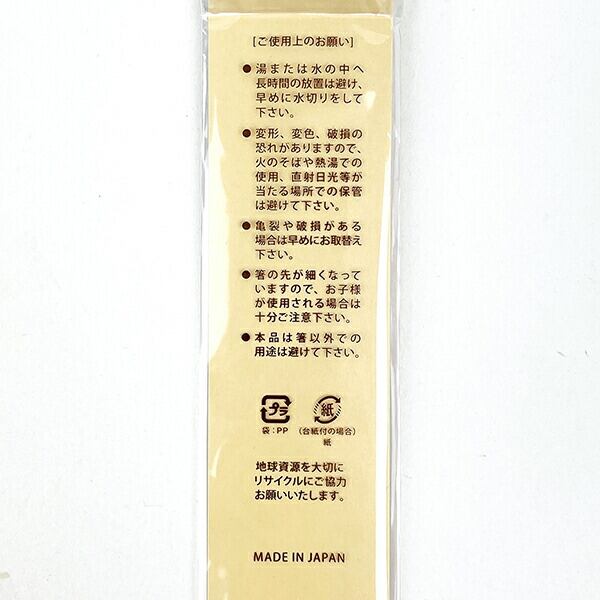 [ご使用上のお願い]
●湯または水の中へ
長時間の放置は避け、
早めに水切りをして
下さい。
●変形、変色、破損の
恐れがありますので、
火のそばや熱湯での
使用、直射日光等が
当たる場所での保管
は避けて下さい。
●亀裂や破損がある
場合は早めにお取替え
下さい。
●箸の先が細くなって
いますので、お子様
が使用される場合は
十分ご注意下さい。
●本品は箸以外での
用途は避けて下さい。
プラ
紙
袋：PP
(台紙付の場合)
紙
地球資源を大切に
リサイクルにご協力
お願いいたします。
MADE IN JAPAN